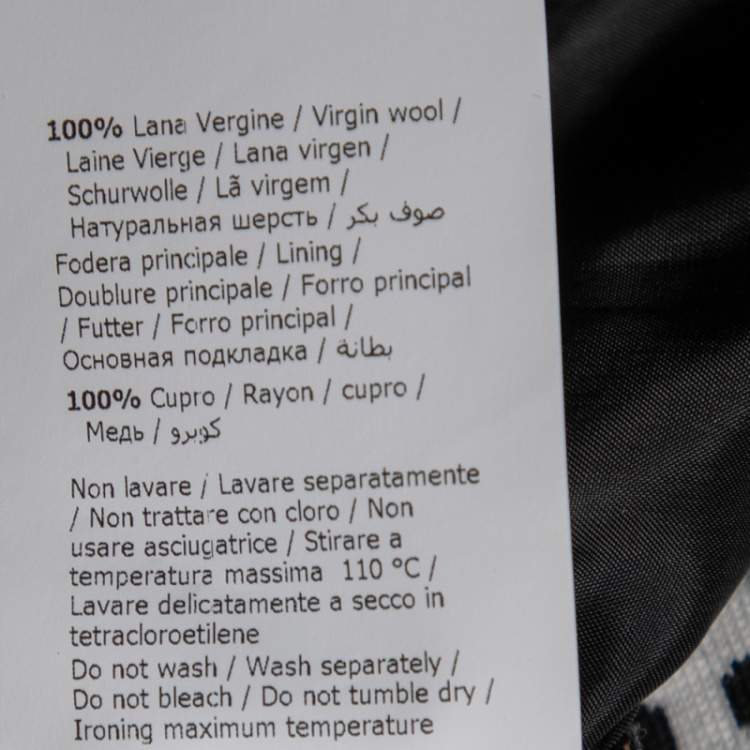 100% Lana Vergine / Virgin wool /
Laine Vierge / Lana virgen /
Schurwolle / Lã virgem /
Натуральная шерсть / صوف بكر
Fodera principale / Lining /
Doublure principale / Forro principal
/ Futter / Forro principal /
Основная подкладка / بطانة
100% Cupro / Rayon / cupro /
Медь / كوبرو
Non lavare / Lavare separatamente
/ Non trattare con cloro / Non
usare asciugatrice / Stirare a
temperatura massima 110 °C /
Lavare delicatamente a secco in
tetracloroetilene
Do not wash / Wash separately /
Do not bleach / Do not tumble dry /
Ironing maximum temperature